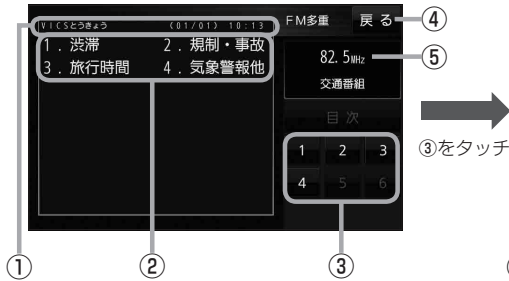 VICSとうきょう (01/01) 10:13 FM多重 戻る ④
1.渋滞 2.規制・事故
3.旅行時間 4.気象警報他
82.5MHz ⑤
交通番組
目次
1 2 3
4 5 6
③をタッチ
① ② ③